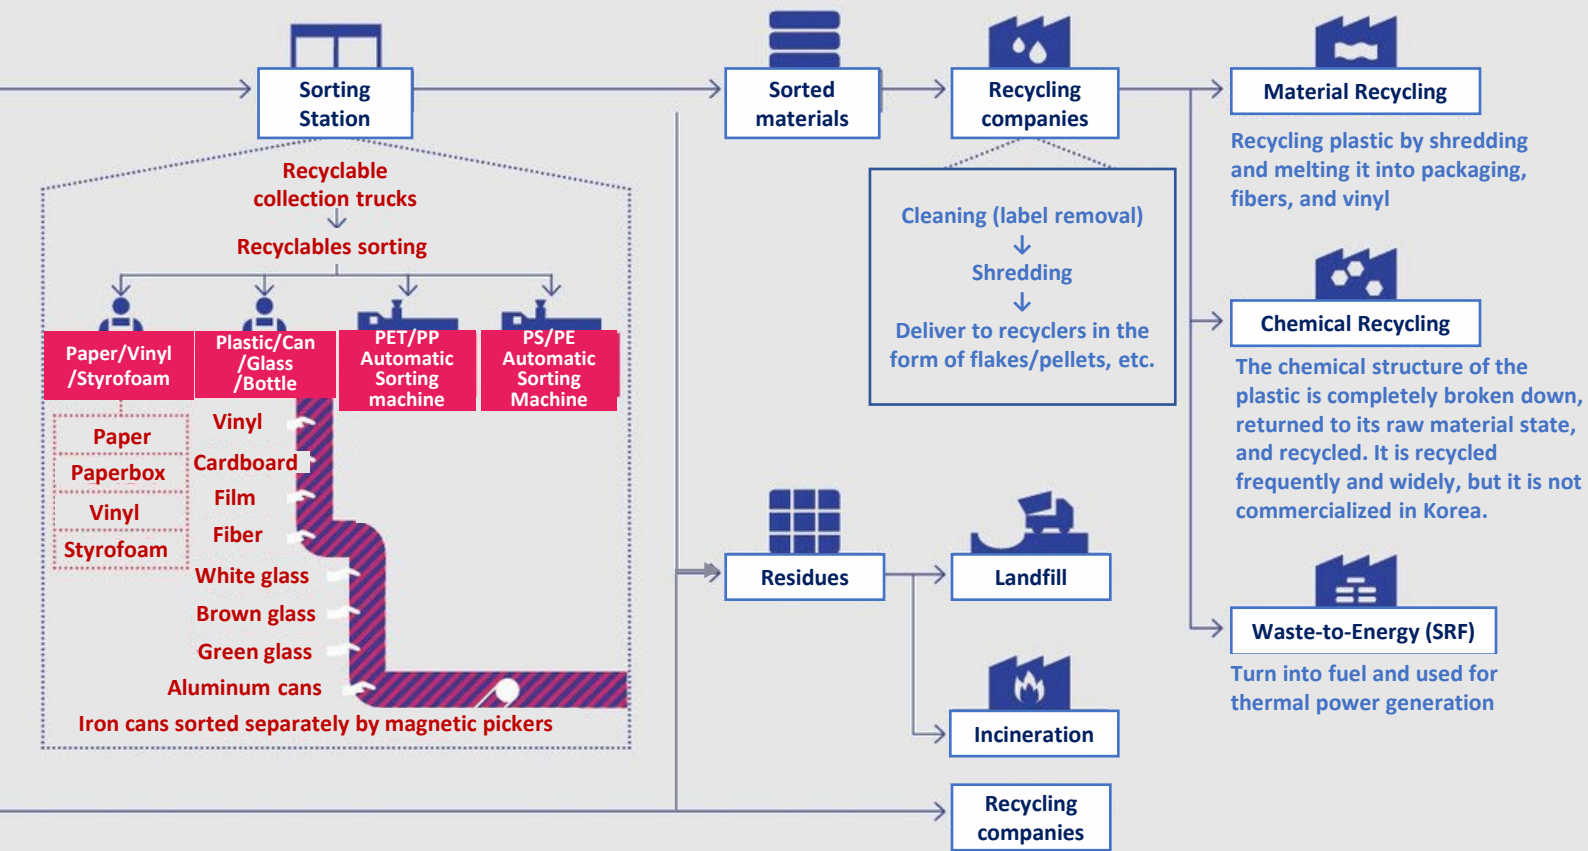 Sorting
Station
Sorted
materials
Recycling
companies
Material Recycling
Recycling plastic by shredding
and melting it into packaging,
fibers, and vinyl
Recyclable
collection trucks
Recyclables sorting
Paper/Vinyl
/Styrofoam
Plastic/Can
/Glass
/Bottle
PET/PP
Automatic
Sorting
machine
PS/PE
Automatic
Sorting
Machine
Paper
Paperbox
Vinyl
Styrofoam
Vinyl
Cardboard
Film
Fiber
White glass
Brown glass
Green glass
Aluminum cans
Iron cans sorted separately by magnetic pickers
Cleaning (label removal)
Shredding
Deliver to recyclers in the
form of flakes/pellets, etc.
Chemical Recycling
The chemical structure of the
plastic is completely broken down,
returned to its raw material state,
and recycled. It is recycled
frequently and widely, but it is not
commercialized in Korea.
Residues
Landfill
Incineration
Waste-to-Energy (SRF)
Turn into fuel and used for
thermal power generation
Recycling
companies